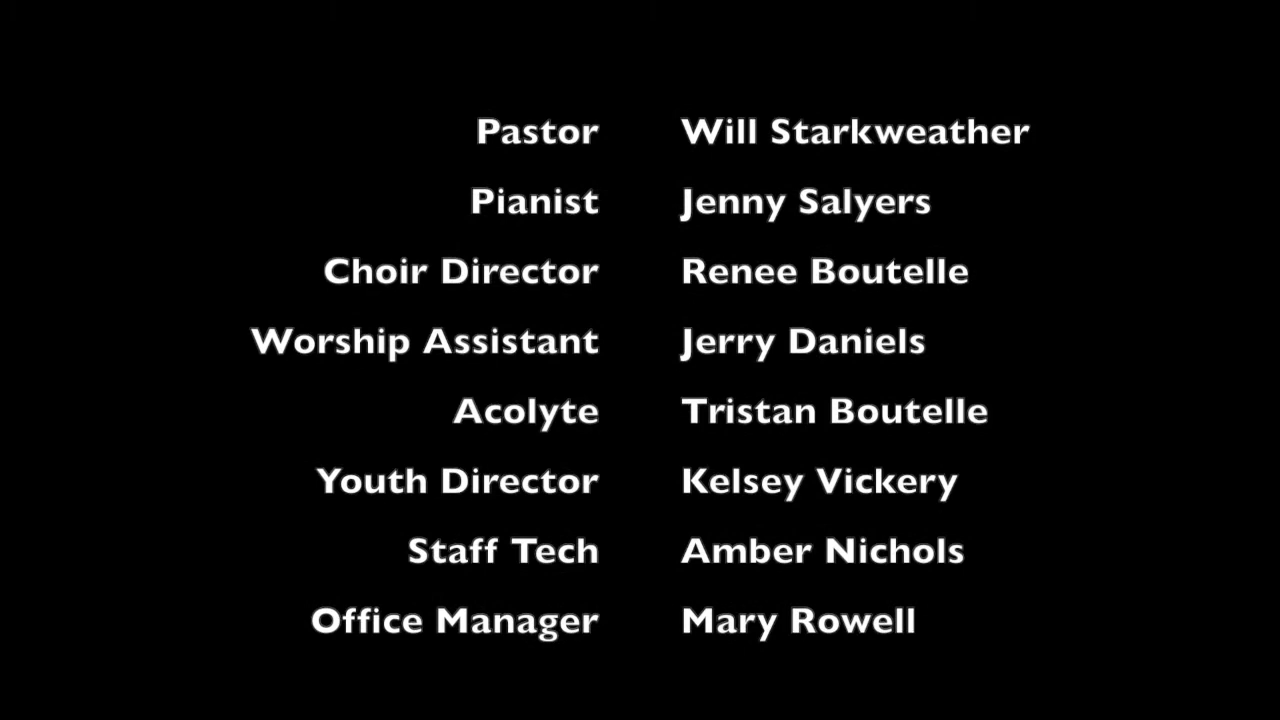 Pastor Will Starkweather
Pianist Jenny Salyers
Choir Director Renee Boutelle
Worship Assistant Jerry Daniels
Acolyte Tristan Boutelle
Youth Director Kelsey Vickery
Staff Tech Amber Nichols
Office Manager Mary Rowell